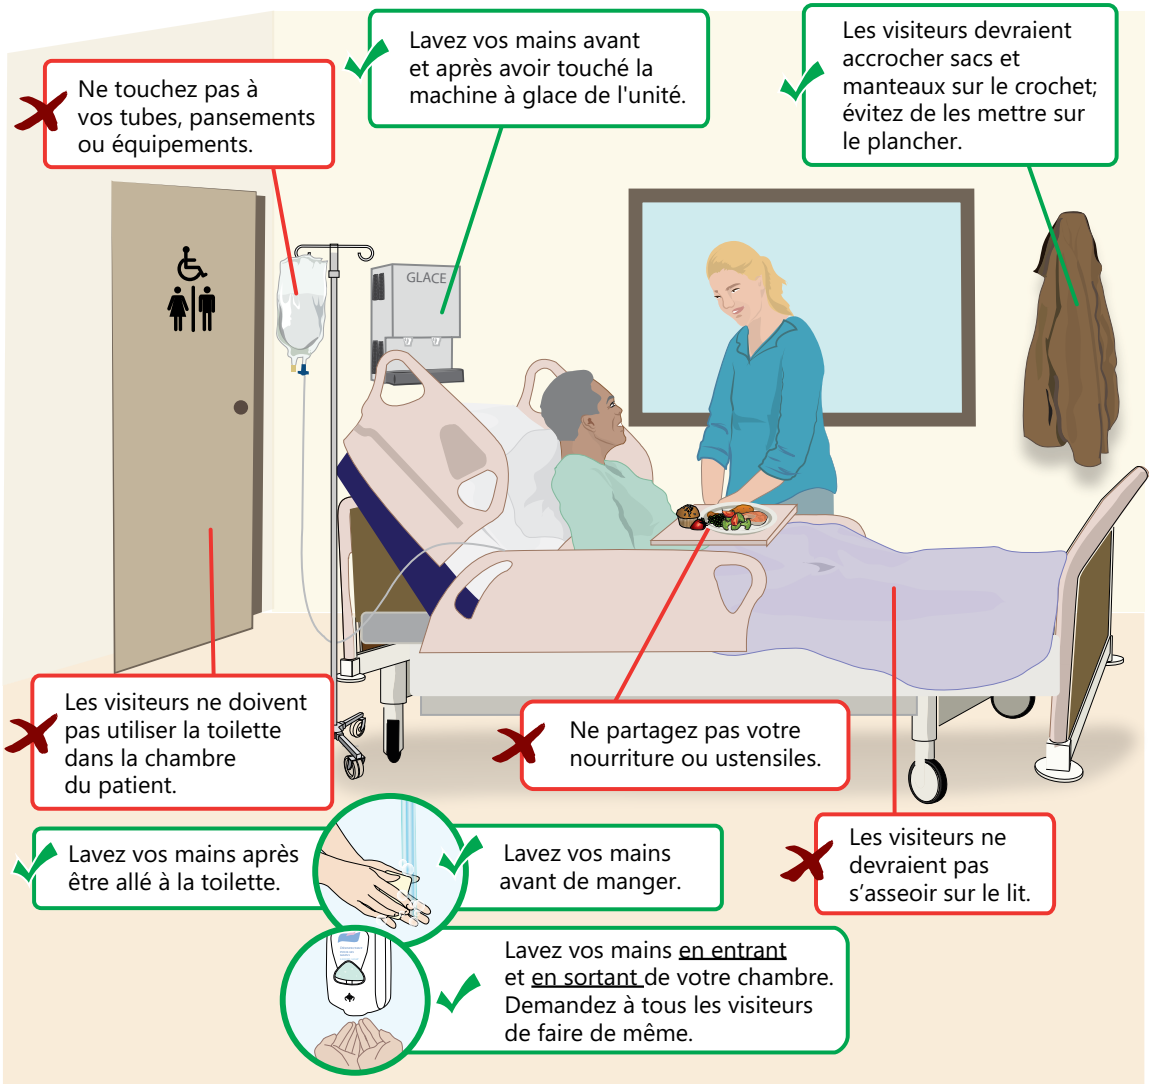 Ne touchez pas à
vos tubes, pansements
ou équipements.
Lavez vos mains avant
et après avoir touché la
machine à glace de l'unité.
Les visiteurs devraient
accrocher sacs et
manteaux sur le crochet;
évitez de les mettre sur
le plancher.
GLACE
Les visiteurs ne doivent
pas utiliser la toilette
dans la chambre
du patient.
Ne partagez pas votre
nourriture ou ustensiles.
Les visiteurs ne
devraient pas
s’asseoir sur le lit.
Lavez vos mains après
être allé à la toilette.
Lavez vos mains
avant de manger.
Lavez vos mains en entrant
et en sortant de votre chambre.
Demandez à tous les visiteurs
de faire de même.